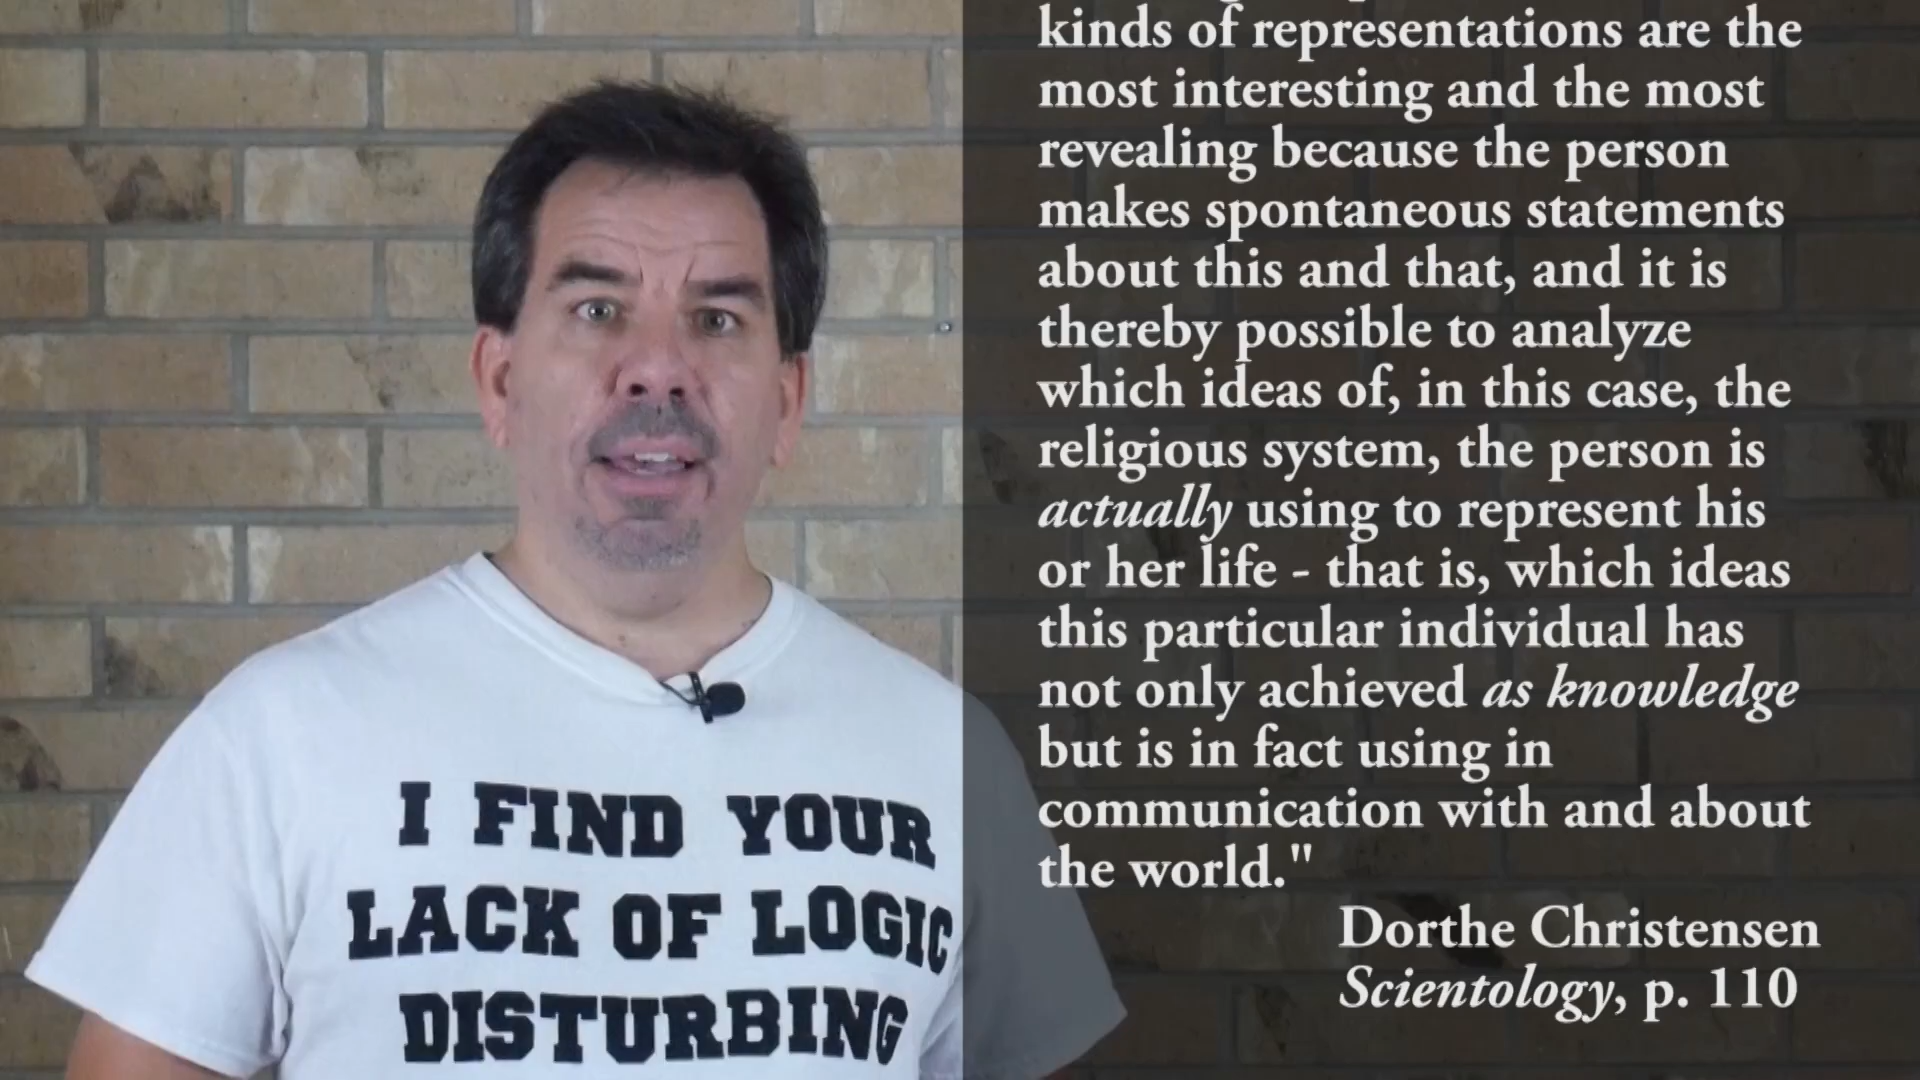 kinds of representations are the
most interesting and the most
revealing because the person
makes spontaneous statements
about this and that, and it is
thereby possible to analyze
which ideas of, in this case, the
religious system, the person is
actually using to represent his
or her life - that is, which ideas
this particular individual has
not only achieved as knowledge
but is in fact using in
communication with and about
the world."
Dorthe Christensen
Scientology, p. 110
I FIND YOUR
LACK OF LOGIC
DISTURBING